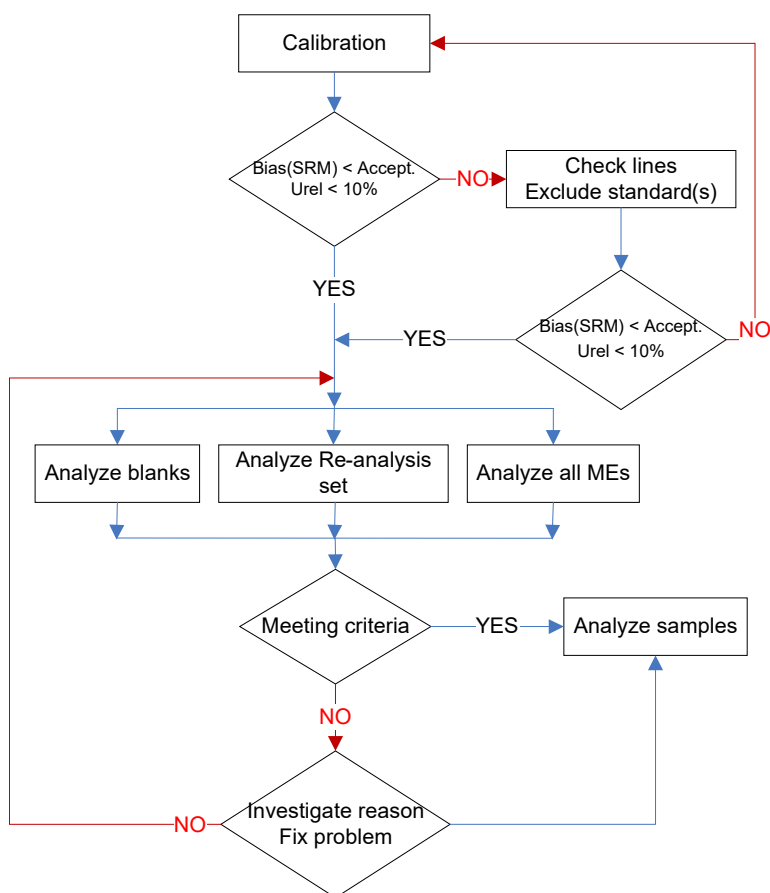 Calibration
Bias(SRM) < Accept.
Urel < 10%
NO
Check lines
Exclude standard(s)
YES
Bias(SRM) < Accept.
Urel < 10%
YES
NO
Analyze blanks
Analyze Re-analysis
set
Analyze all MEs
Meeting criteria
YES
Analyze samples
NO
Investigate reason
Fix problem
NO